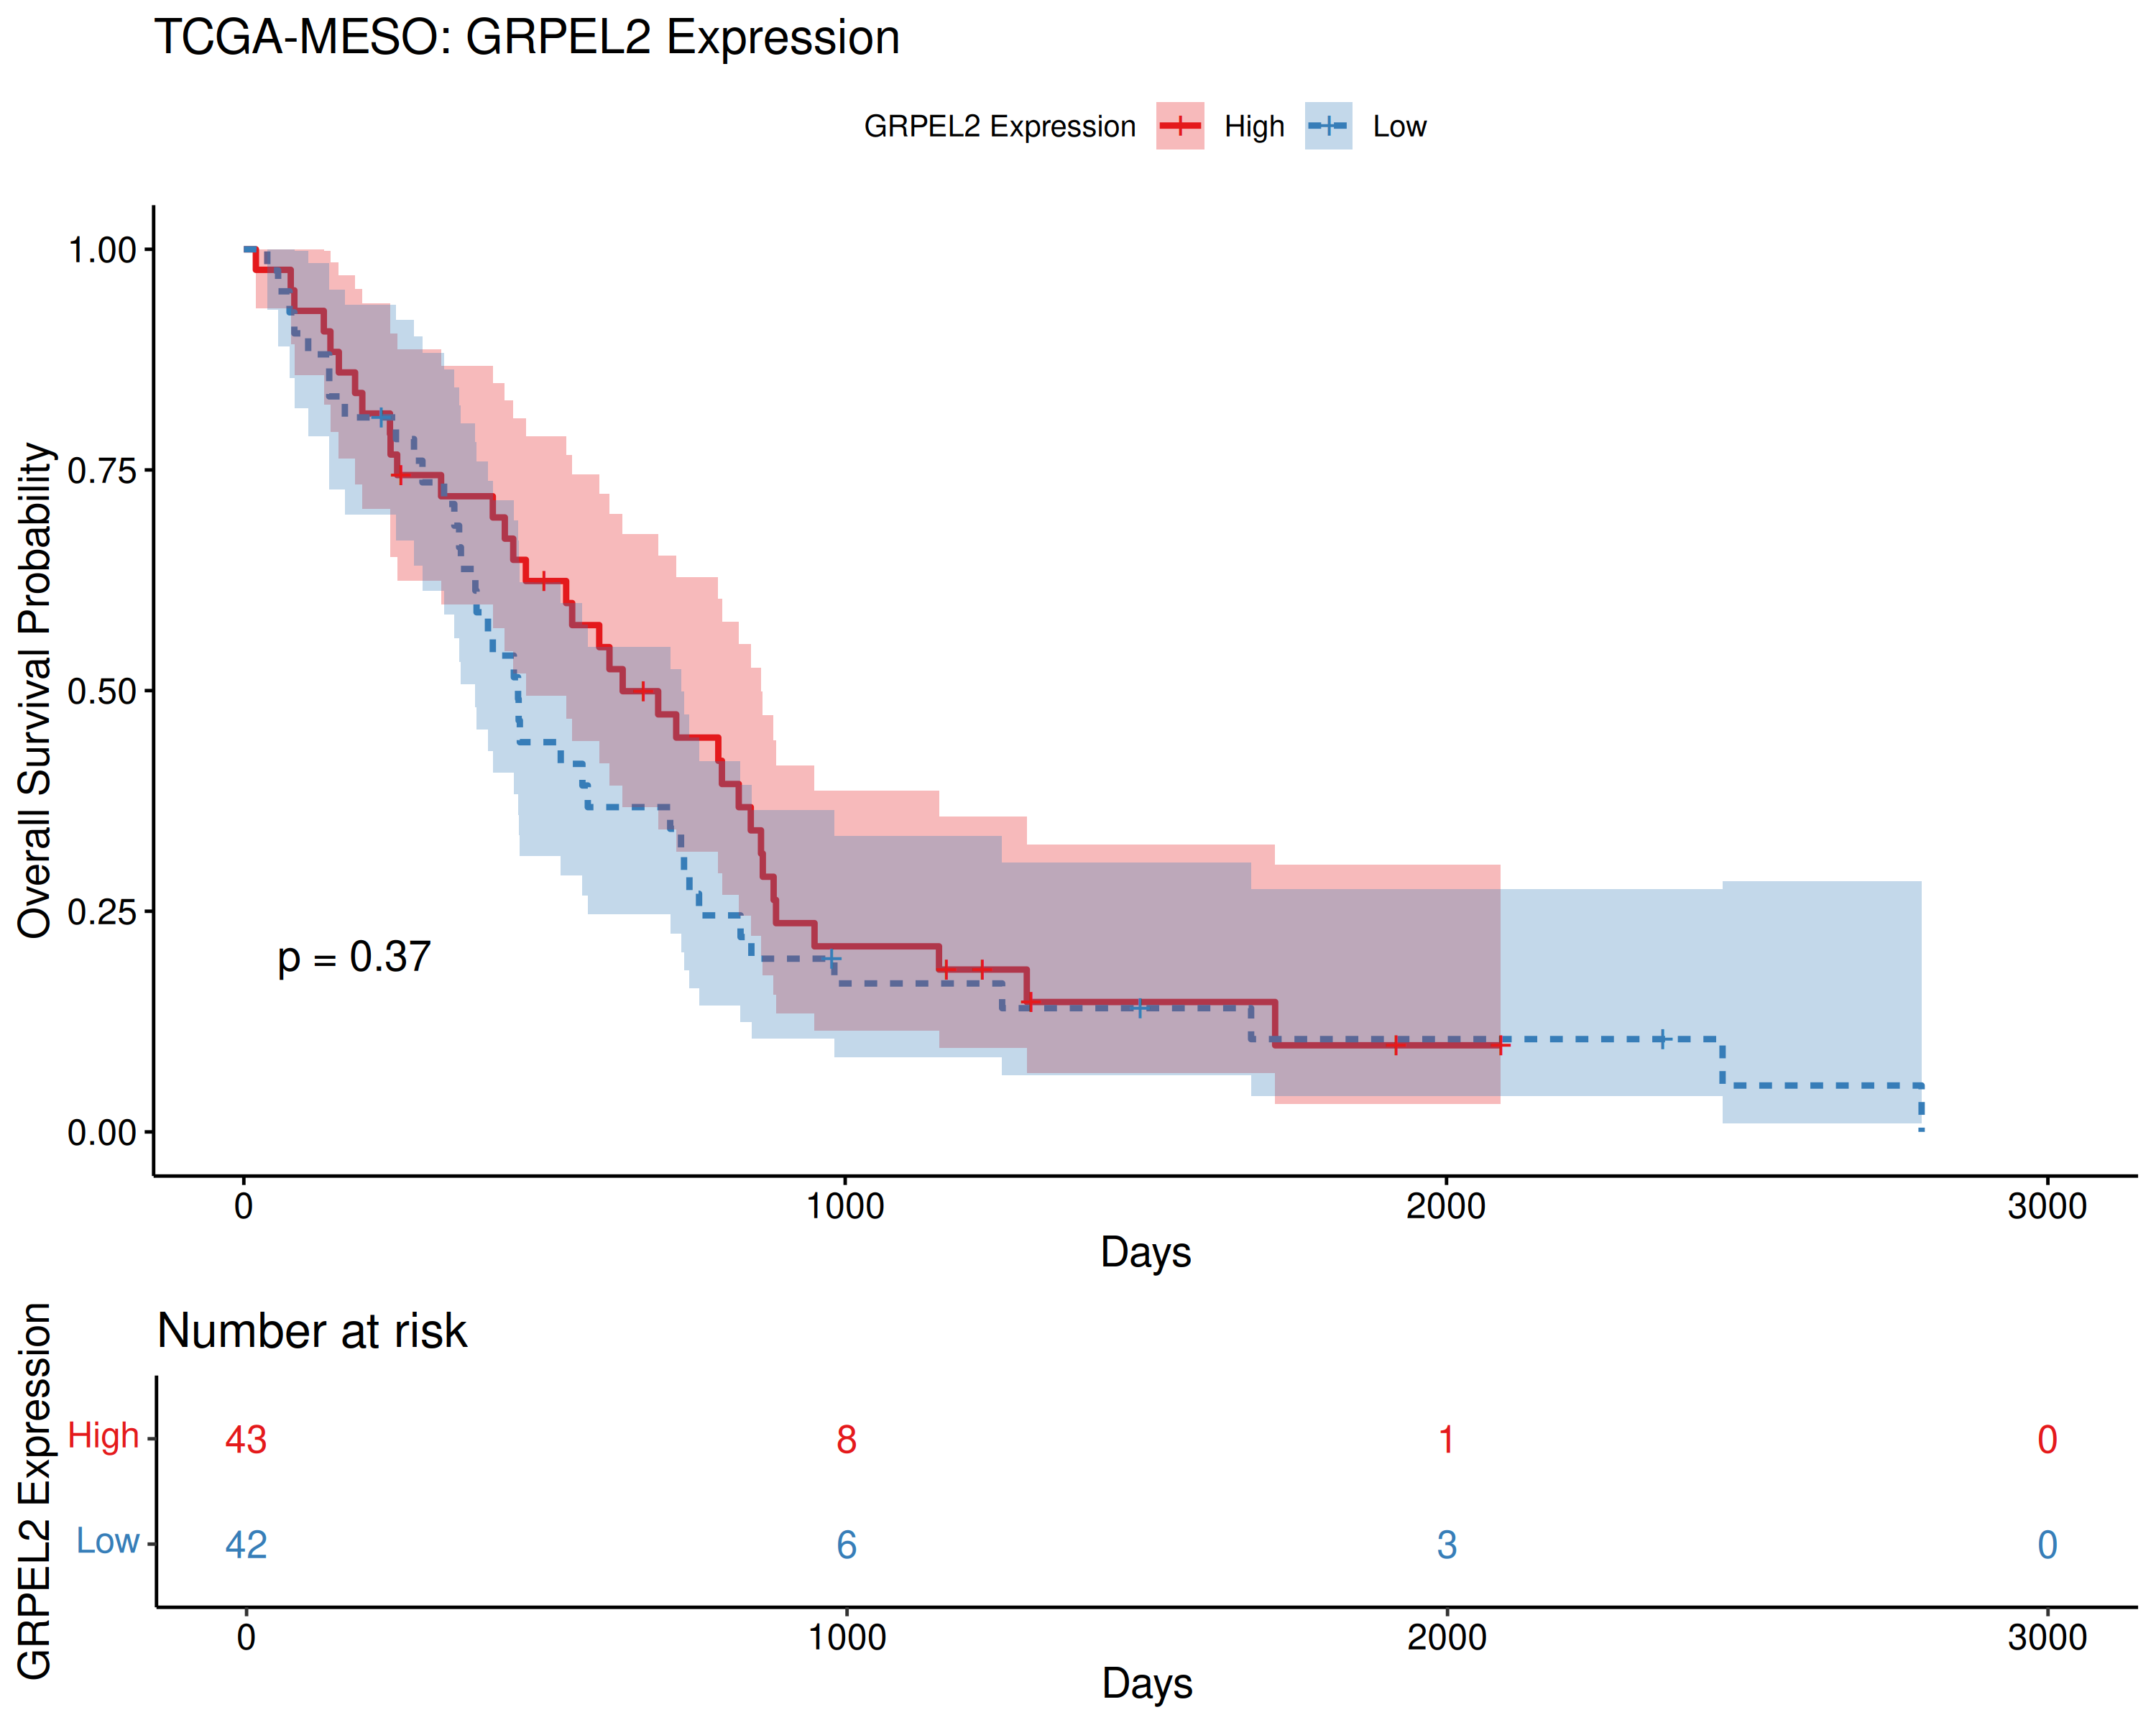 TCGA-MESO: GRPEL2 Expression
GRPEL2 Expression High Low
Overall Survival Probability
1.00
0.75
0.50
0.25
0.00
p = 0.37
0 1000 2000 3000
Days
Number at risk
GRPEL2 Expression
High 43 8 1 0
Low 42 6 3 0
0 1000 2000 3000
Days